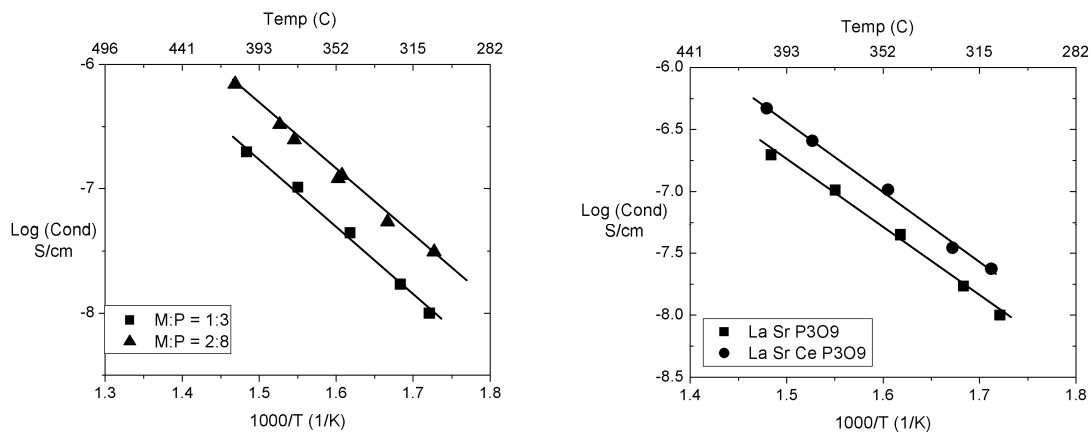 Temp (C)
496 441 393 352 315 282
-6
-7
-8
Log (Cond)
S/cm
M:P = 1:3
M:P = 2:8
1.3 1.4 1.5 1.6 1.7 1.8
1000/T (1/K)
Temp (C)
441 393 352 315 282
-6.0
-6.5
-7.0
-7.5
-8.0
-8.5
Log (Cond)
S/cm
La Sr P3O9
La Sr Ce P3O9
1.4 1.5 1.6 1.7 1.8
1000/T (1/K)